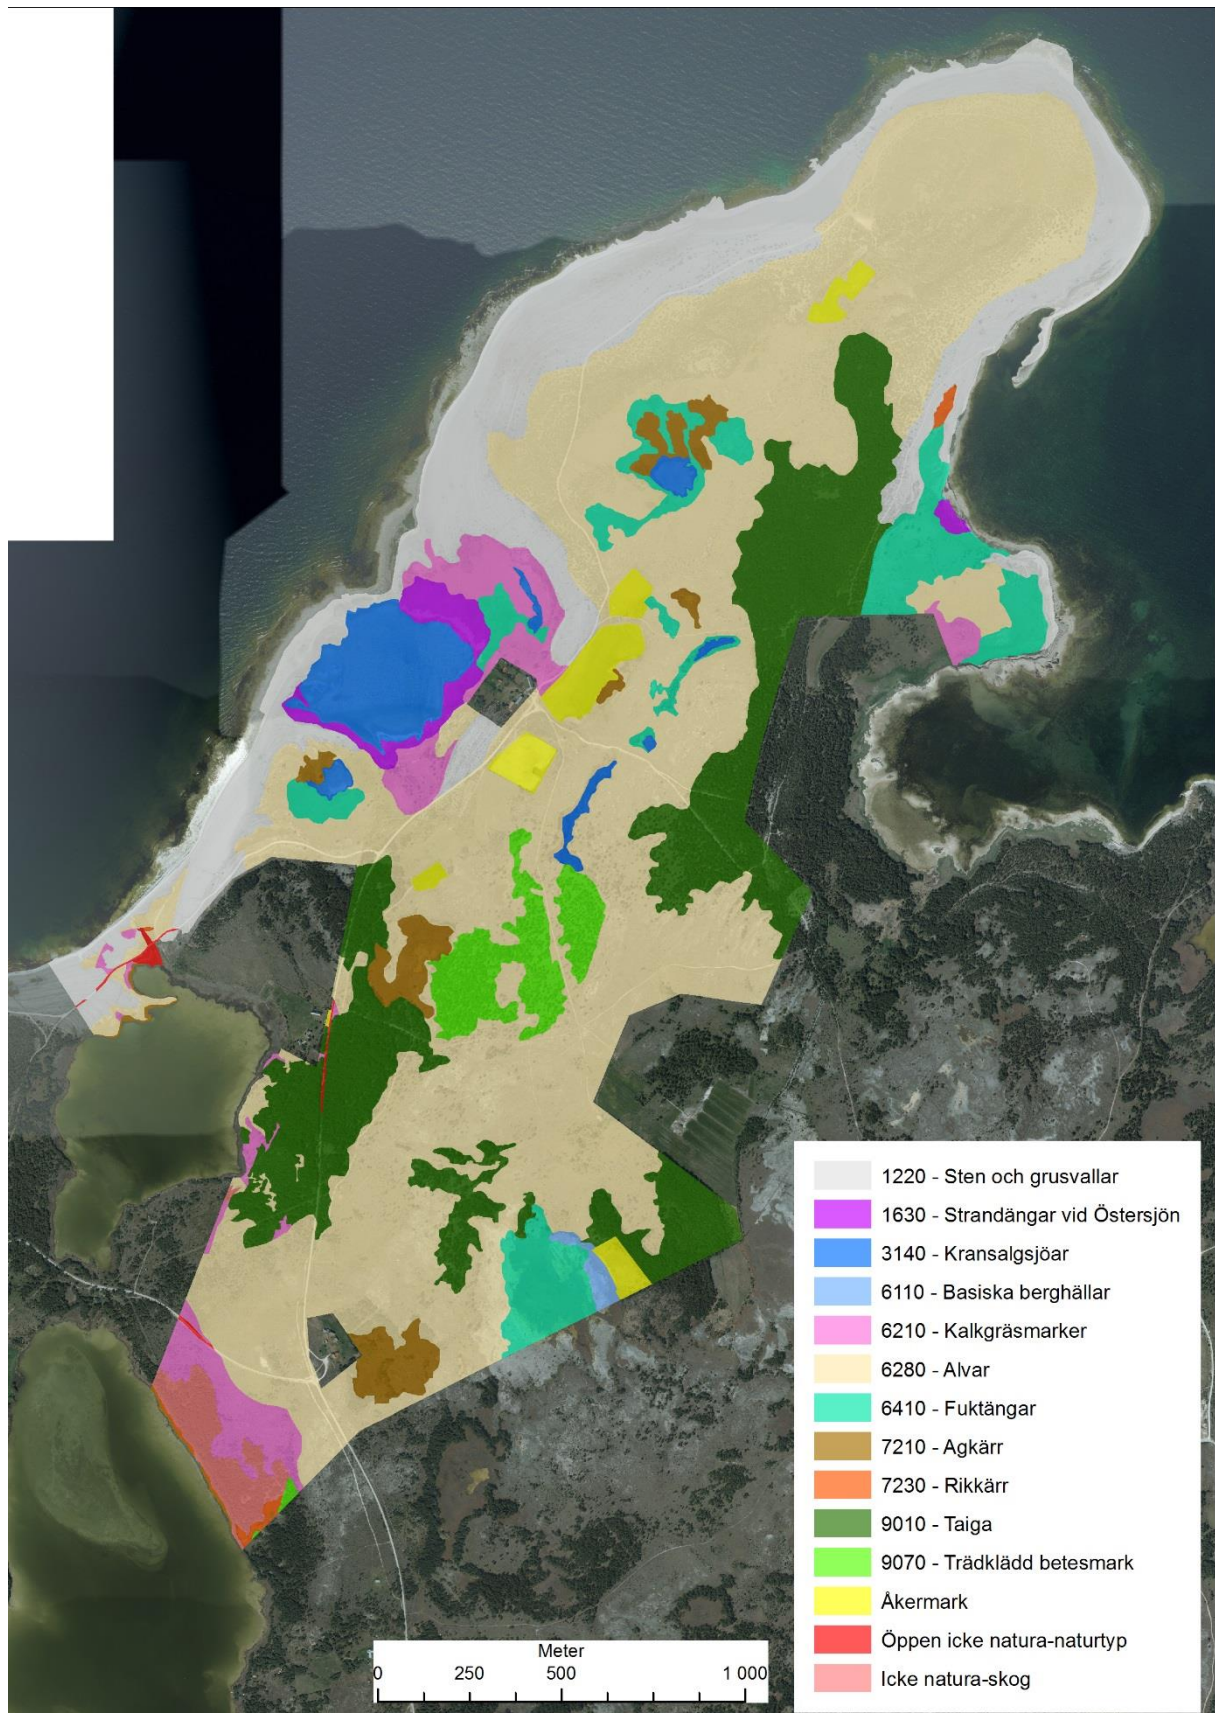 1220 - Sten och grusvallar
1630 - Strandängar vid Östersjön
3140 - Kransalgsjöar
6110 - Basiska berghällar
6210 - Kalkgräsmarker
6280 - Alvar
6410 - Fuktängar
7210 - Agkärr
7230 - Rikkärr
9010 - Taiga
9070 - Trädklädd betesmark
Åkermark
Öppen icke natura-naturtyp
Icke natura-skog
Meter
0 250 500 1 000